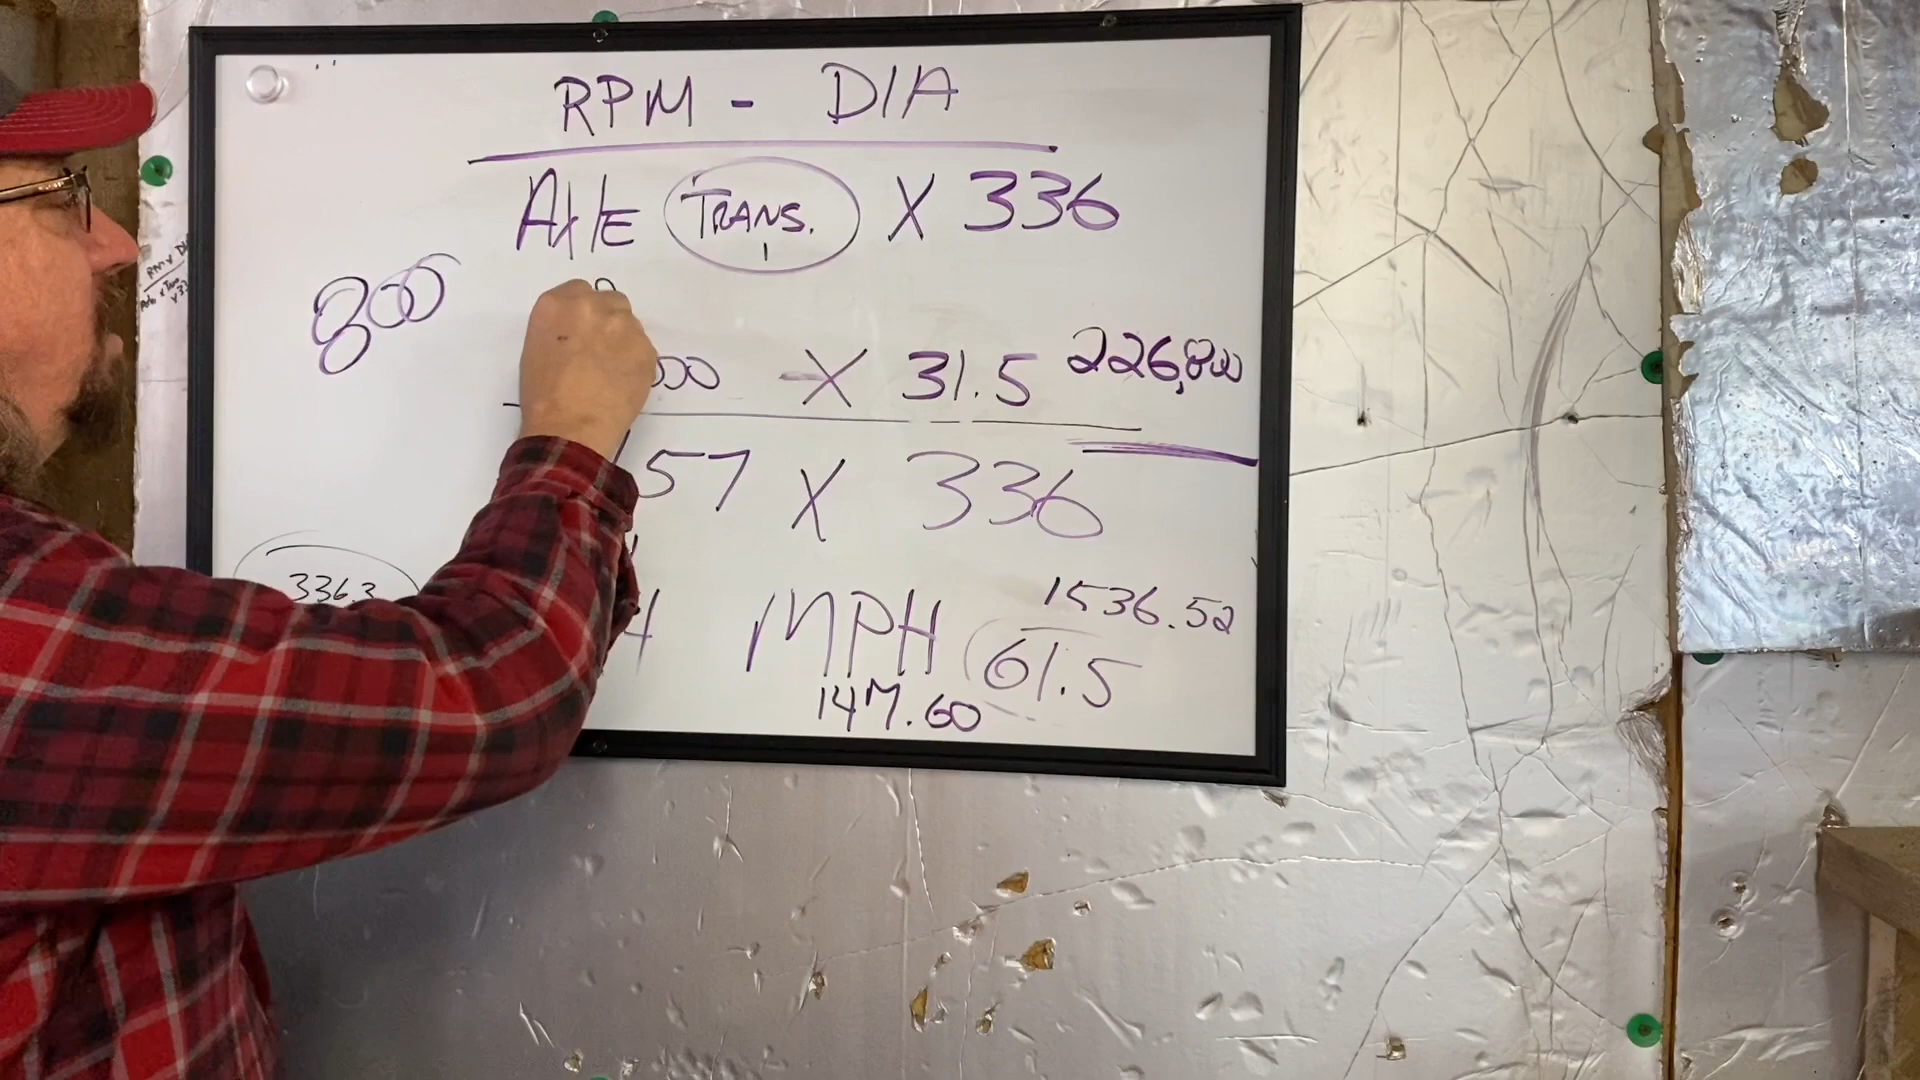 RPM - DIA
AxlE TRANS. X 336
1
800
X 31.5 226,800
57 X 336
336.3
1536.52
MPH 61.5
147.60